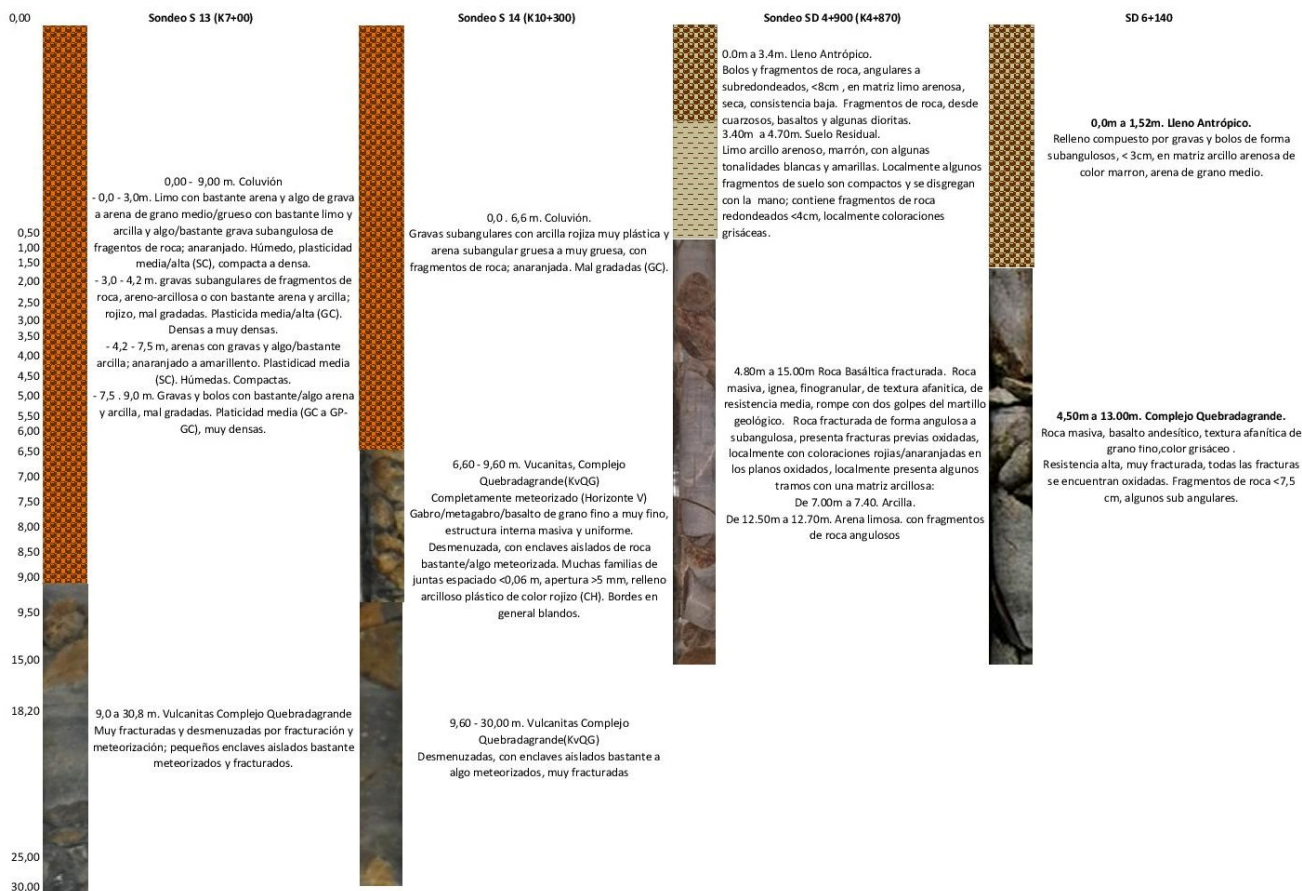 0,00
Sondeo S 13 (K7+00)
Sondeo S 14 (K10+300)
Sondeo SD 4+900 (K4+870)
SD 6+140
0,50
1,00
1,50
2,00
2,50
3,00
3,50
4,00
4,50
5,00
5,50
6,00
6,50
7,00
7,50
8,00
8,50
9,00
9,50
15,00
18,20
25,00
30,00
0,00 - 9,00 m. Coluvión
- 0,0 - 3,0m. Limo con bastante arena y algo de grava
a arena de grano medio/grueso con bastante limo y
arcilla y algo/bastante grava subangulosa de
fragentos de roca; anaranjado. Húmedo, plasticidad
media/alta (SC), compacta a densa.
- 3,0 - 4,2 m. gravas subangulares de fragmentos de
roca, areno-arcillosa o con bastante arena y arcilla;
rojizo, mal gradadas. Plasticida media/alta (GC).
Densas a muy densas.
- 4,2 - 7,5 m, arenas con gravas y algo/bastante
arcilla; anaranjado a amarillento. Plastidicad media
(SC). Húmedas. Compactas.
- 7,5 . 9,0 m. Gravas y bolos con bastante/algo arena
y arcilla, mal gradadas. Platicidad media (GC a GP-
GC), muy densas.
9,0 a 30,8 m. Vulcanitas Complejo Quebradagrande
Muy fracturadas y desmenuzadas por fracturación y
meteorización; pequeños enclaves aislados bastante
meteorizados y fracturados.
0,0 . 6,6 m. Coluvión.
Gravas subangulares con arcilla rojiza muy plástica y
arena subangular gruesa a muy gruesa, con
fragmentos de roca; anaranjada. Mal gradadas (GC).
6,60 - 9,60 m. Vucanitas, Complejo
Quebradagrande(KvQG)
Completamente meteorizado (Horizonte V)
Gabro/metagabro/basalto de grano fino a muy fino,
estructura interna masiva y uniforme.
Desmenuzada, con enclaves aislados de roca
bastante/algo meteorizada. Muchas familias de
juntas espaciado <0,06 m, apertura >5 mm, relleno
arcilloso plástico de color rojizo (CH). Bordes en
general blandos.
9,60 - 30,00 m. Vulcanitas Complejo
Quebradagrande(KvQG)
Desmenuzadas, con enclaves aislados bastante a
algo meteorizados, muy fracturadas
0.0m a 3.4m. Lleno Antrópico.
Bolos y fragmentos de roca, angulares a
subredondeados, <8cm , en matriz limo arenosa,
seca, consistencia baja. Fragmentos de roca, desde
cuarzosos, basaltos y algunas dioritas.
3.40m a 4.70m. Suelo Residual.
Limo arcillo arenoso, marrón, con algunas
tonalidades blancas y amarillas. Localmente algunos
fragmentos de suelo son compactos y se disgregan
con la mano; contiene fragmentos de roca
redondeados <4cm, localmente coloraciones
grisáceas.
4.80m a 15.00m Roca Basáltica fracturada. Roca
masiva, ignea, finogranular, de textura afanitica, de
resistencia media, rompe con dos golpes del martillo
geológico. Roca fracturada de forma angulosa a
subangulosa, presenta fracturas previas oxidadas,
localmente con coloraciones rojias/anaranjadas en
los planos oxidados, localmente presenta algunos
tramos con una matriz arcillosa:
De 7.00m a 7.40. Arcilla.
De 12.50m a 12.70m. Arena limosa. con fragmentos
de roca angulosos
0,0m a 1,52m. Lleno Antrópico.
Relleno compuesto por gravas y bolos de forma
subangulosos, < 3cm, en matriz arcillo arenosa de
color marron, arena de grano medio.
4,50m a 13.00m. Complejo Quebradagrande.
Roca masiva, basalto andesítico, textura afanítica de
grano fino,color grisáceo .
Resistencia alta, muy fracturada, todas las fracturas
se encuentran oxidadas. Fragmentos de roca <7,5
cm, algunos sub angulares.